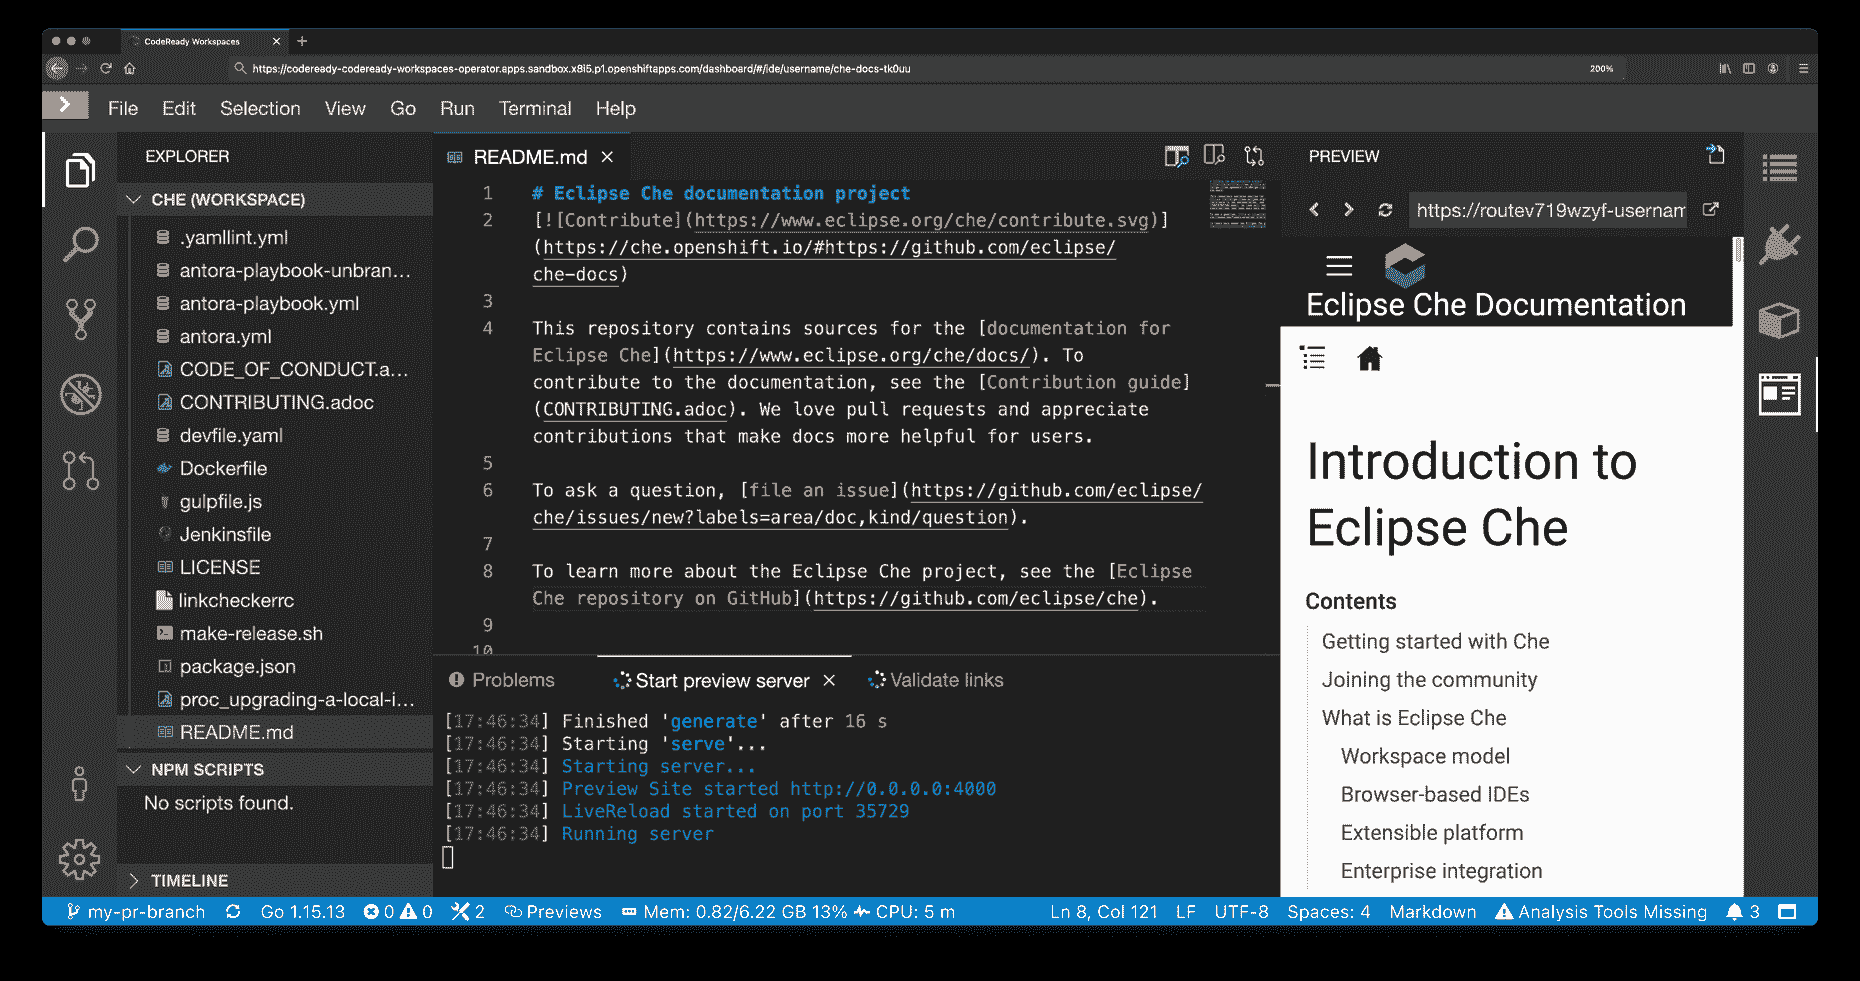 CodeReady Workspaces
https://codeready-codeready-workspaces-operator.apps.sandbox.x8i5.p1.openshiftapps.com/dashboard/#/ide/username/che-docs-tk0uu
200%
File Edit Selection View Go Run Terminal Help
EXPLORER
CHE (WORKSPACE)
.yamllint.yml
antora-playbook-unbran...
antora-playbook.yml
antora.yml
CODE_OF_CONDUCT.a...
CONTRIBUTING.adoc
devfile.yaml
Dockerfile
gulpfile.js
Jenkinsfile
LICENSE
linkcheckerrc
make-release.sh
package.json
proc_upgrading-a-local-i...
README.md
NPM SCRIPTS
No scripts found.
TIMELINE
README.md
1 # Eclipse Che documentation project
2 [![Contribute](https://www.eclipse.org/che/contribute.svg)]
(https://che.openshift.io/#https://github.com/eclipse/
che-docs)
3
4 This repository contains sources for the [documentation for
Eclipse Che](https://www.eclipse.org/che/docs/). To
contribute to the documentation, see the [Contribution guide]
(CONTRIBUTING.adoc). We love pull requests and appreciate
contributions that make docs more helpful for users.
5
6 To ask a question, [file an issue](https://github.com/eclipse/
che/issues/new?labels=area/doc,kind/question).
7
8 To learn more about the Eclipse Che project, see the [Eclipse
Che repository on GitHub](https://github.com/eclipse/che).
9
10
Problems Start preview server Validate links
[17:46:34] Finished 'generate' after 16 s
[17:46:34] Starting 'serve'...
[17:46:34] Starting server...
[17:46:34] Preview Site started http://0.0.0.0:4000
[17:46:34] LiveReload started on port 35729
[17:46:34] Running server
PREVIEW
https://routev719wzyf-usernam
Eclipse Che Documentation
Introduction to
Eclipse Che
Contents
Getting started with Che
Joining the community
What is Eclipse Che
Workspace model
Browser-based IDEs
Extensible platform
Enterprise integration
my-pr-branch Go 1.15.13 0 0 2 Previews Mem: 0.82/6.22 GB 13% CPU: 5 m Ln 8, Col 121 LF UTF-8 Spaces: 4 Markdown Analysis Tools Missing 3